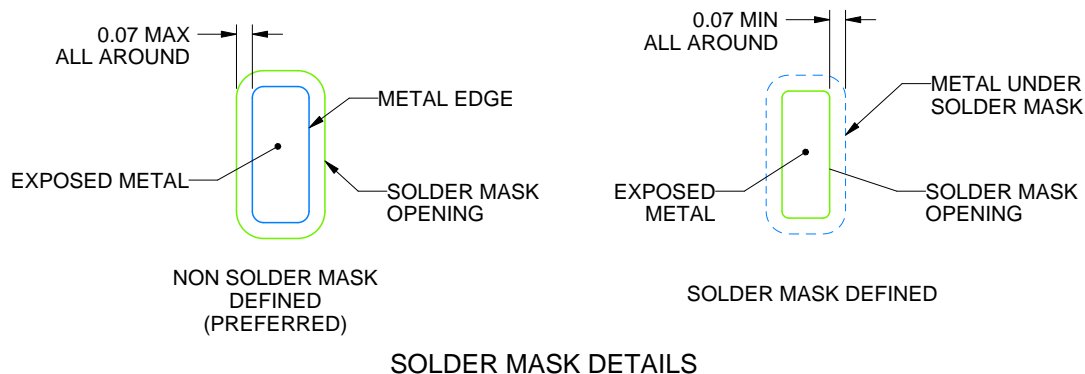 0.07 MAX
ALL AROUND
METAL EDGE
EXPOSED METAL
SOLDER MASK
OPENING
NON SOLDER MASK
DEFINED
(PREFERRED)
0.07 MIN
ALL AROUND
METAL UNDER
SOLDER MASK
EXPOSED
METAL
SOLDER MASK
OPENING
SOLDER MASK DEFINED
SOLDER MASK DETAILS